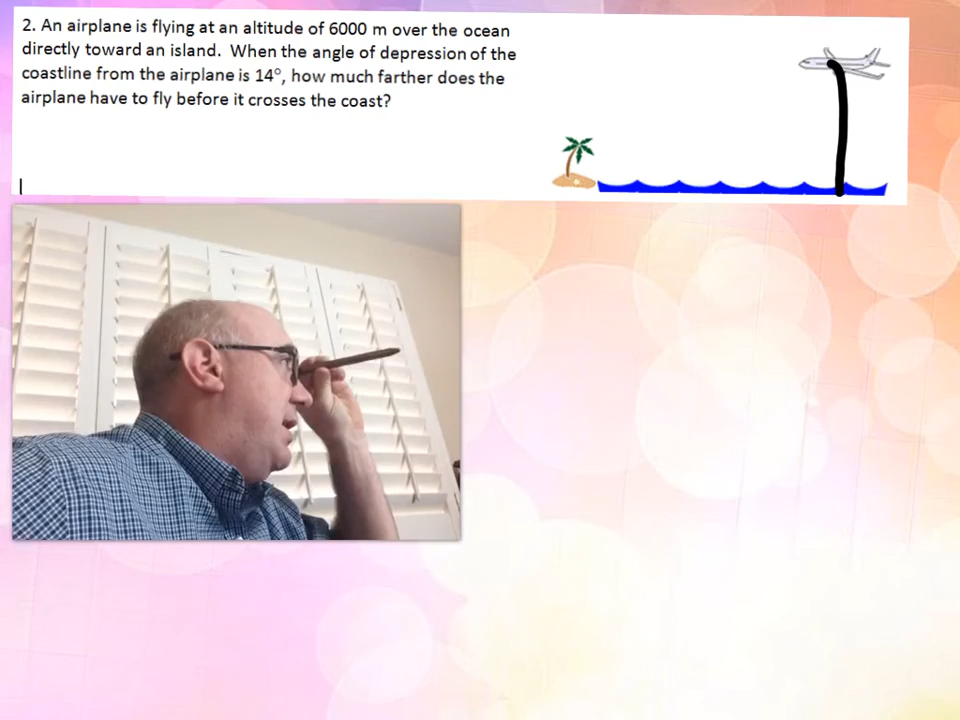 2. An airplane is flying at an altitude of 6000 m over the ocean
directly toward an island.  When the angle of depression of the
coastline from the airplane is 14°, how much farther does the
airplane have to fly before it crosses the coast?